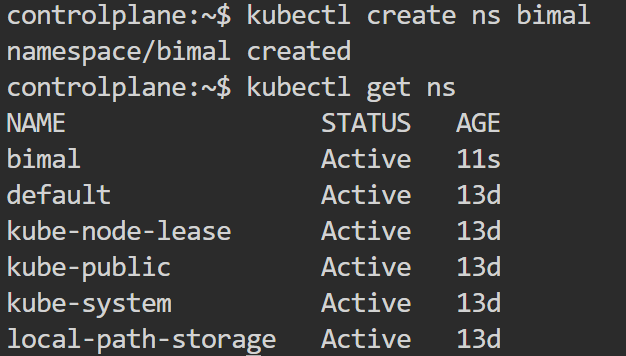 controlplane:~$ kubectl create ns bimal
namespace/bimal created
controlplane:~$ kubectl get ns
NAME                 STATUS   AGE
bimal                Active   11s
default              Active   13d
kube-node-lease      Active   13d
kube-public          Active   13d
kube-system          Active   13d
local-path-storage   Active   13d